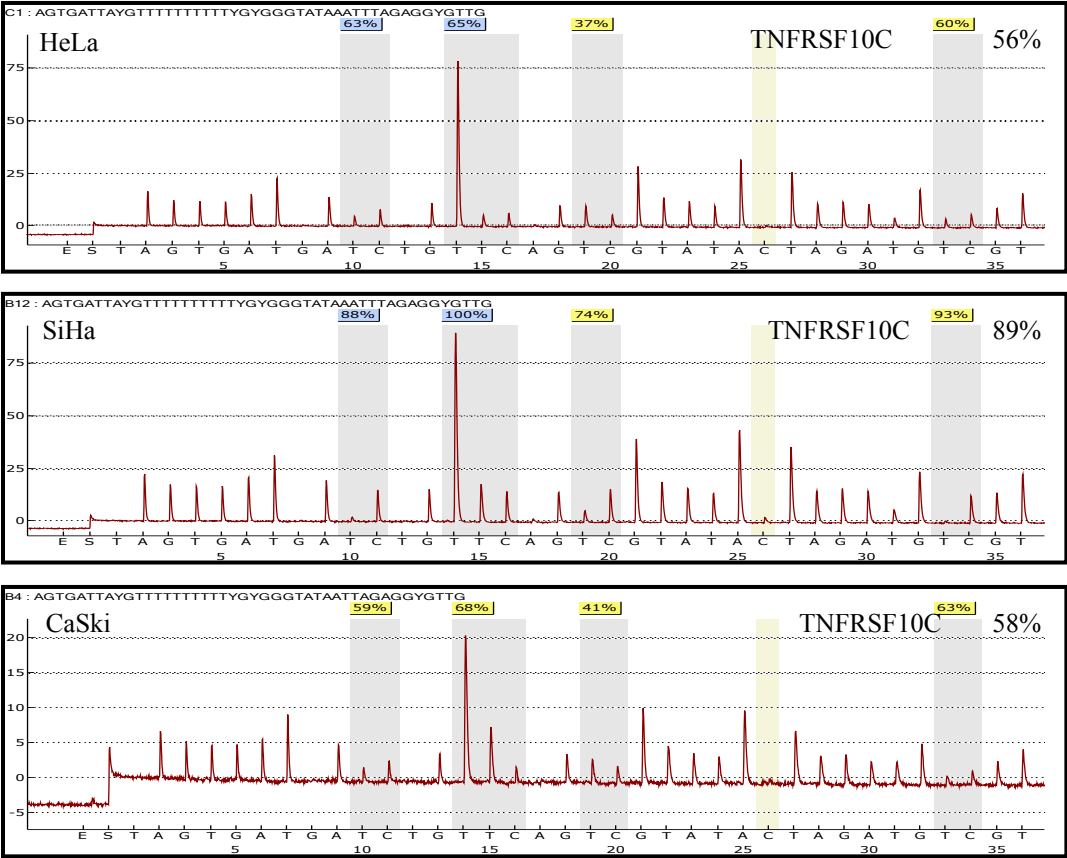 C1 : AGTGATTAYGTTTTTTTTTTYGYGGGTATAAATTTAGAGGYGTTG
63% 65% 37% 60%
HeLa TNFRSF10C 56%
75
50
25
0
E S T A G T G A T G A T C T G T T C A G T C G T A T A C T A G A T G T C G T
5 10 15 20 25 30 35
B12 : AGTGATTAYGTTTTTTTTTTYGYGGGTATAAATTTAGAGGYGTTG
88% 100% 74% 93%
SiHa TNFRSF10C 89%
75
50
25
0
E S T A G T G A T G A T C T G T T C A G T C G T A T A C T A G A T G T C G T
5 10 15 20 25 30 35
B4 : AGTGATTAYGTTTTTTTTTTYGYGGGTATAATTAGAGGYGTTG
59% 68% 41% 63%
CaSki TNFRSF10C 58%
20
15
10
5
0
-5
E S T A G T G A T G A T C T G T T C A G T C G T A T A C T A G A T G T C G T
5 10 15 20 25 30 35